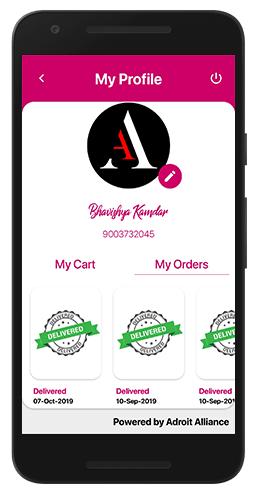 My Profile
A A
Bhavishya Kamdar
9003732045
My Cart
My Orders
DELIVERED
DELIVERED
DELIVERED
DELIVERED
DELIVERED
DELIVERED
Delivered
Delivered
Delivered
07-Oct-2019
10-Sep-2019
10-Sep-
Powered by Adroit Alliance